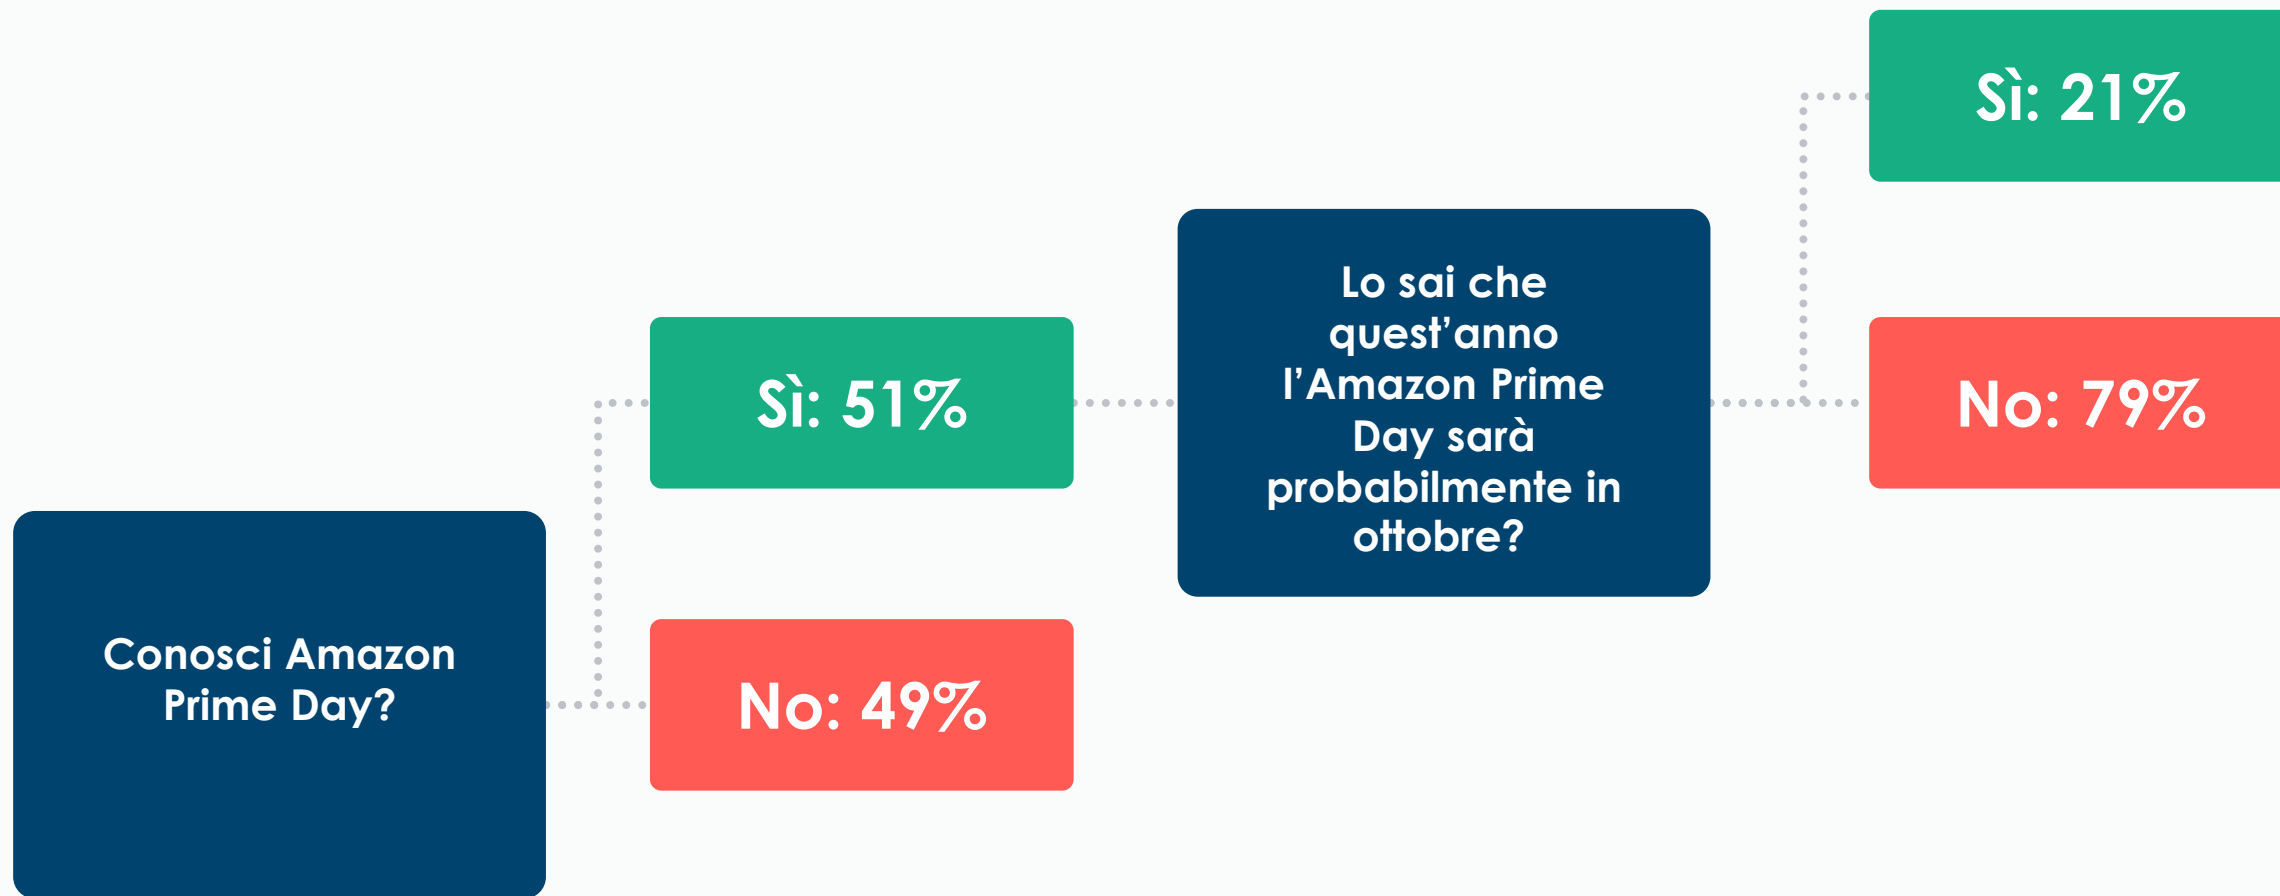 Conosci Amazon
Prime Day?
Sì: 51%
No: 49%
Lo sai che
quest’anno
l’Amazon Prime
Day sarà
probabilmente in
ottobre?
Sì: 21%
No: 79%